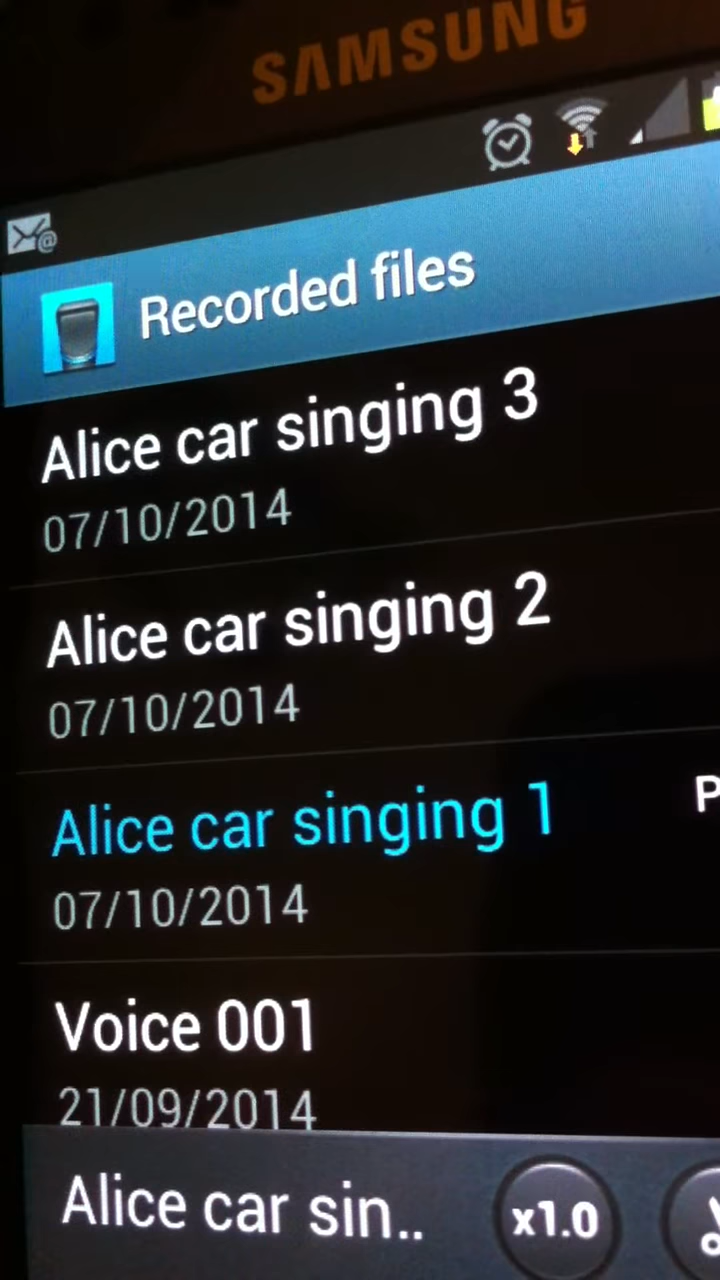 SAMSUNG
Recorded files
Alice car singing 3
07/10/2014
Alice car singing 2
07/10/2014
Alice car singing 1
P
07/10/2014
Voice 001
21/09/2014
Alice car sin..
x1.0